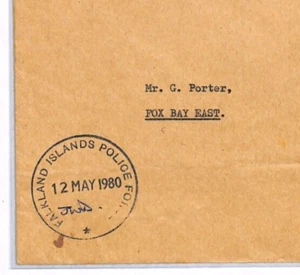 Mr. G. Porter,
FOX BAY EAST.
FALKLAND ISLANDS POLICE
12 MAY 1980